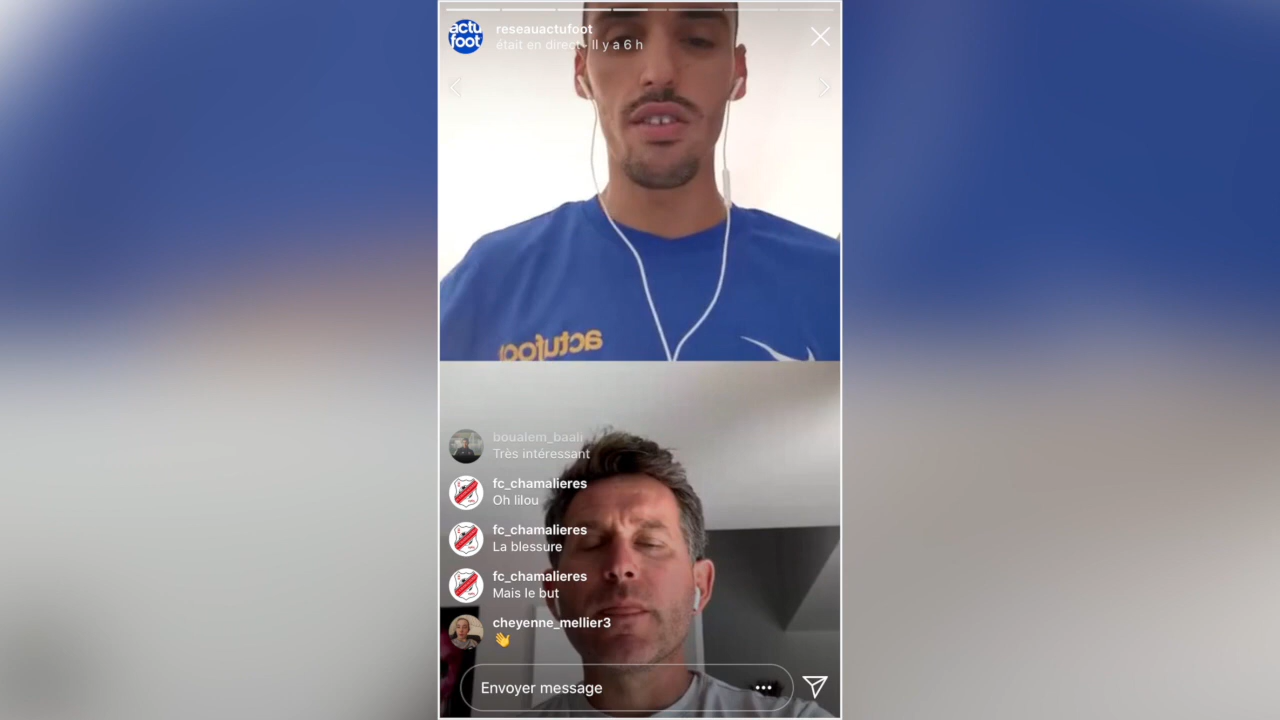 actu
foot
reseauactufoot
était en direct · Il y a 6 h
actufoo
boualem_baali
Très intéressant
fc_chamalieres
Oh lilou
fc_chamalieres
La blessure
fc_chamalieres
Mais le but
cheyenne_mellier3
👋
Envoyer message